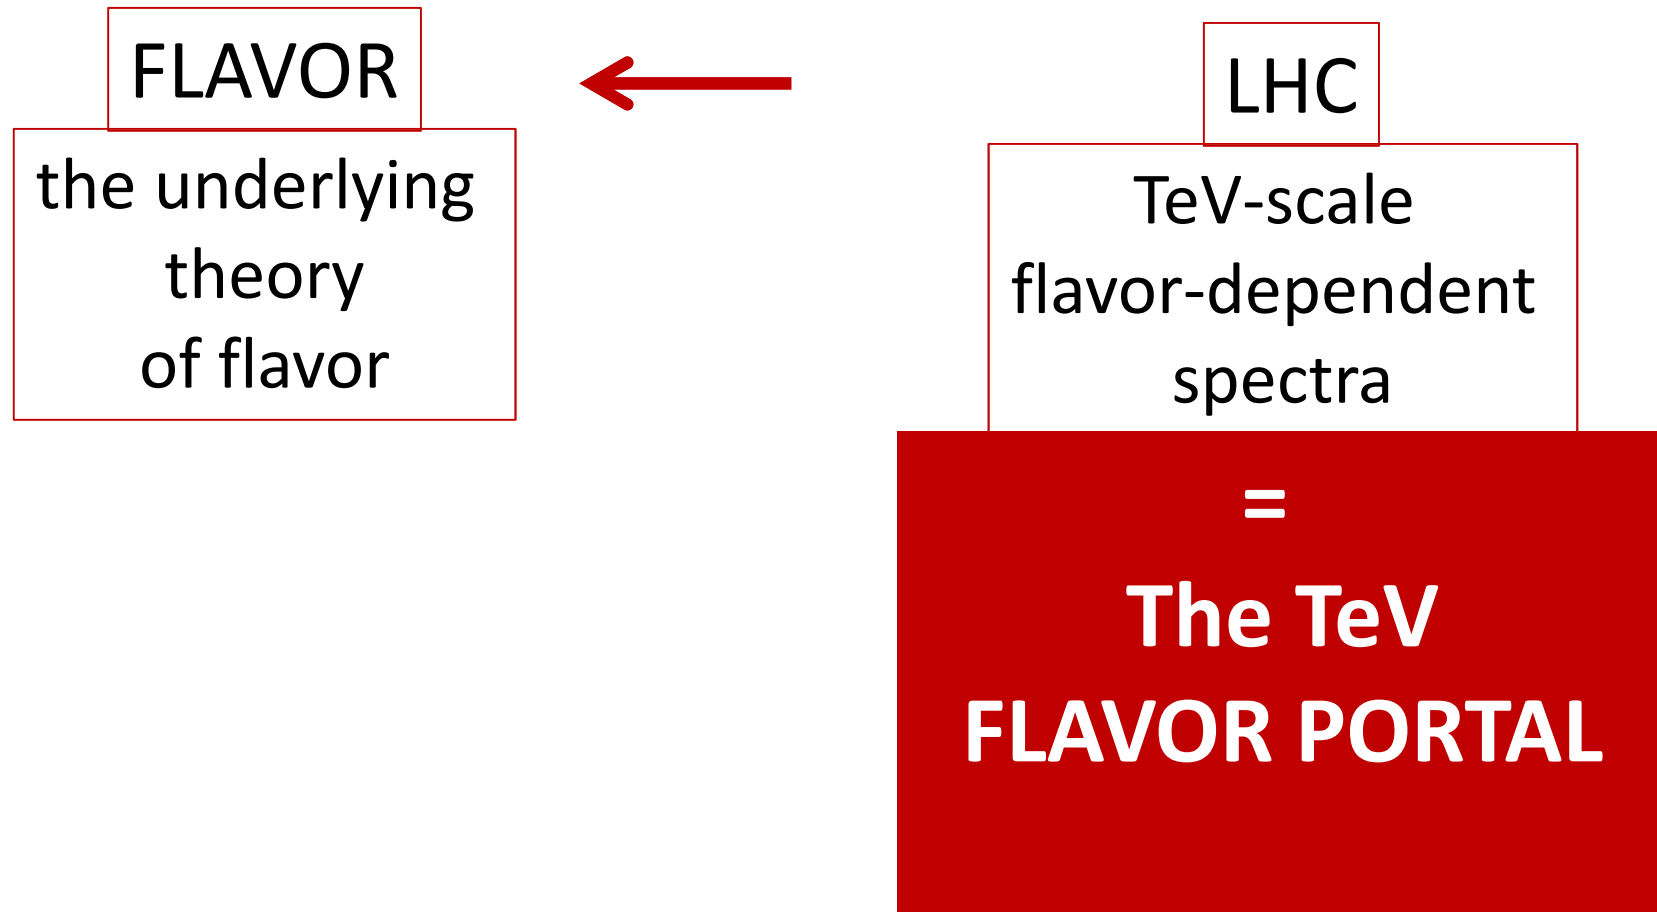 FLAVOR
the underlying
theory
of flavor
LHC
TeV-scale
flavor-dependent
spectra
=
The TeV
FLAVOR PORTAL